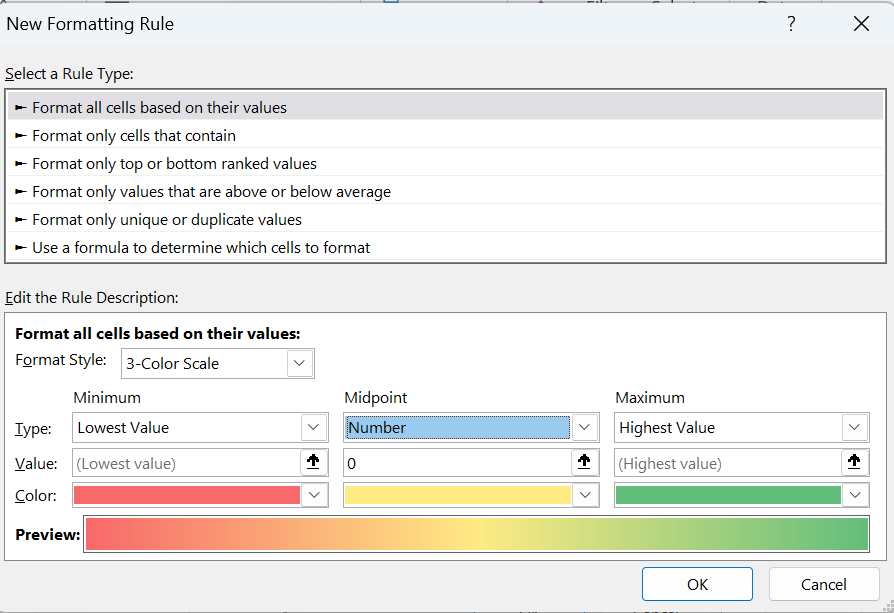 New Formatting Rule ?
Select a Rule Type:
► Format all cells based on their values
► Format only cells that contain
► Format only top or bottom ranked values
► Format only values that are above or below average
► Format only unique or duplicate values
► Use a formula to determine which cells to format
Edit the Rule Description:
Format all cells based on their values:
Format Style: 3-Color Scale
Minimum Midpoint Maximum
Type: Lowest Value Number Highest Value
Value: (Lowest value) 0 (Highest value)
Color:
Preview:
OK Cancel